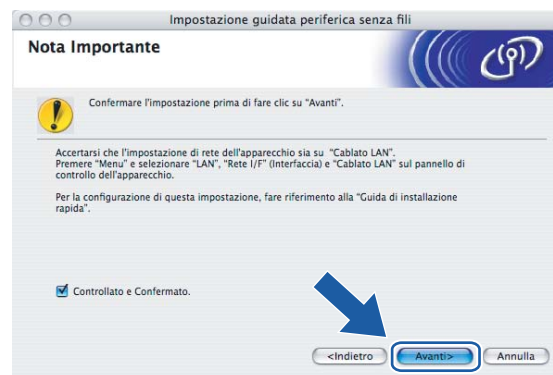 Impostazione guidata periferica senza fili
Nota Importante
Confermare l'impostazione prima di fare clic su "Avanti".
Accertarsi che l'impostazione di rete dell'apparecchio sia su "Cablato LAN".
Premere "Menu" e selezionare "LAN", "Rete I/F" (Interfaccia) e "Cablato LAN" sul pannello di
controllo dell'apparecchio.
Per la configurazione di questa impostazione, fare riferimento alla "Guida di installazione
rapida".
Controllato e Confermato.
<Indietro
Avanti>
Annulla